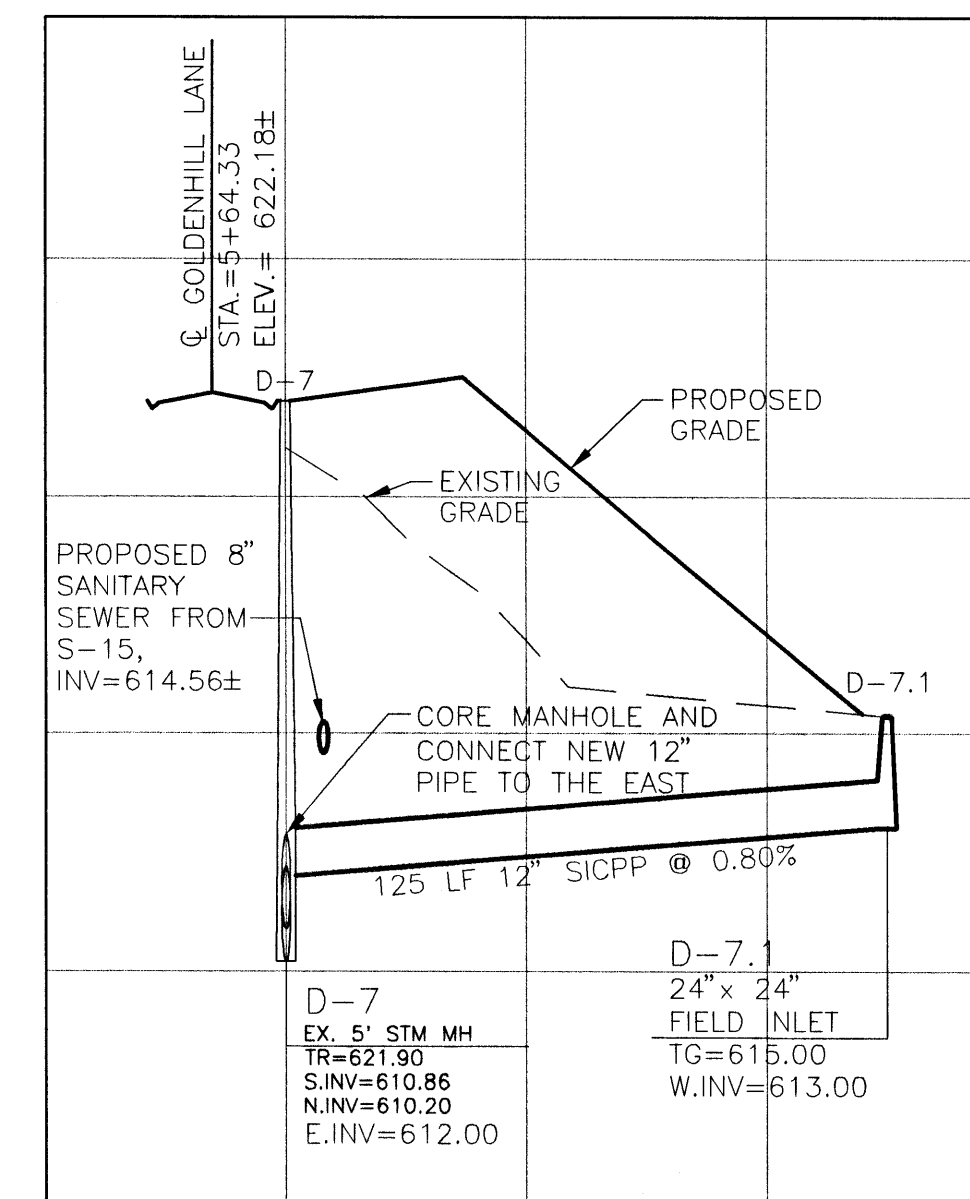 ℄ GOLDENHILL LANE
STA.=5+64.33
ELEV.= 622.18±
D-7
PROPOSED
GRADE
EXISTING
GRADE
PROPOSED 8"
SANITARY
SEWER FROM
S-15,
INV=614.56±
D-7.1
CORE MANHOLE AND
CONNECT NEW 12"
PIPE TO THE EAST
125 LF 12" SICPP @ 0.80%
D-7
EX. 5' STM MH
TR=621.90
S.INV=610.86
N.INV=610.20
E.INV=612.00
D-7.1
24"x 24"
FIELD INLET
TG=615.00
W.INV=613.00